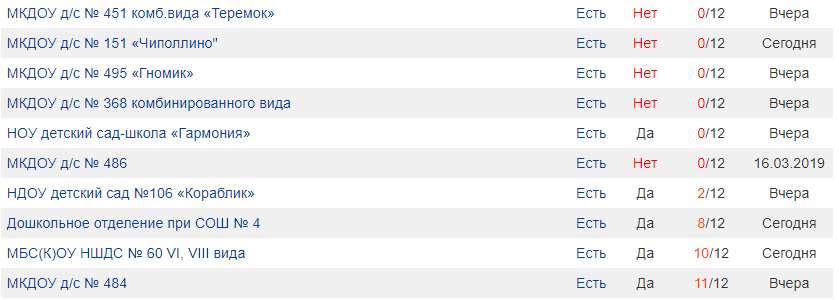 МКДОУ д/с № 451 комб.вида «Теремок» Есть Нет 0/12 Вчера
МКДОУ д/с № 151 «Чиполлино" Есть Нет 0/12 Сегодня
МКДОУ д/с № 495 «Гномик» Есть Нет 0/12 Вчера
МКДОУ д/с № 368 комбинированного вида Есть Нет 0/12 Вчера
НОУ детский сад-школа «Гармония» Есть Да 0/12 Вчера
МКДОУ д/с № 486 Есть Нет 0/12 16.03.2019
НДОУ детский сад №106 «Кораблик» Есть Да 2/12 Вчера
Дошкольное отделение при СОШ № 4 Есть Да 8/12 Сегодня
МБС(К)ОУ НШДС № 60 VI, VIII вида Есть Да 10/12 Сегодня
МКДОУ д/с № 484 Есть Да 11/12 Вчера